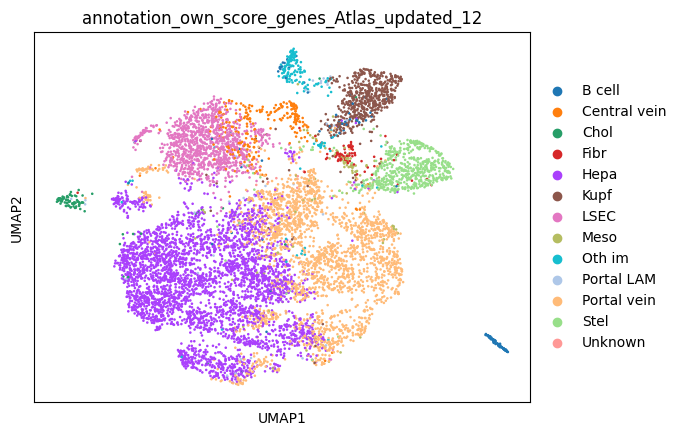 annotation_own_score_genes_Atlas_updated_12
UMAP2
UMAP1
B cell
Central vein
Chol
Fibr
Hepa
Kupf
LSEC
Meso
Oth im
Portal LAM
Portal vein
Stel
Unknown